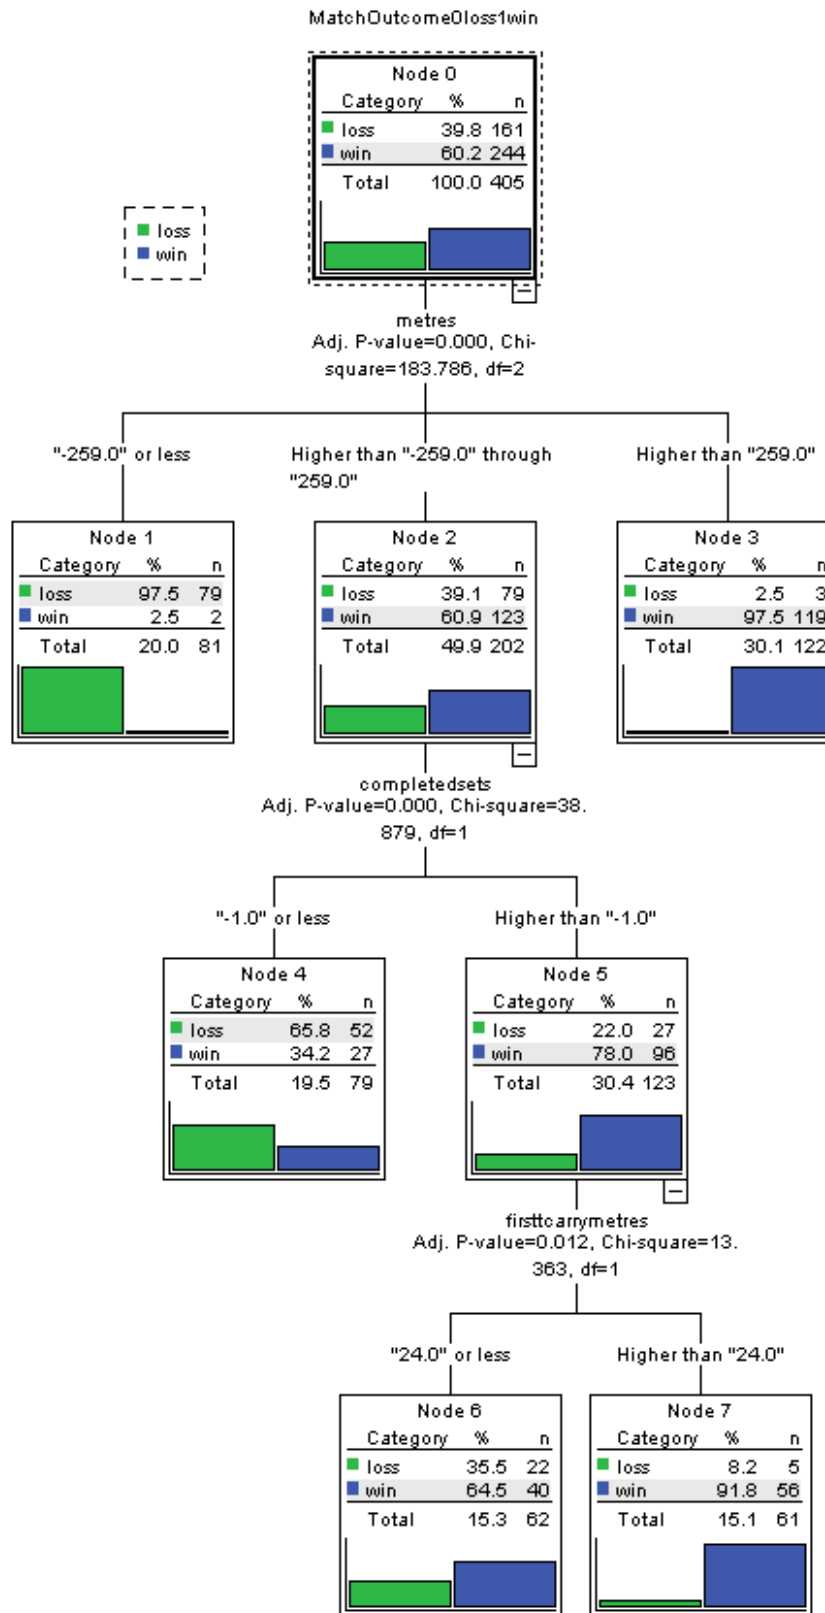 MatchOutcome0loss1win
Node 0
Category % n
loss 39.8 161
win 60.2 244
Total 100.0 405
loss
win
metres
Adj. P-value=0.000, Chi-
square=183.786, df=2
"-259.0" or less
Higher than "-259.0" through
"259.0"
Higher than "259.0"
Node 1
Category % n
loss 97.5 79
win 2.5 2
Total 20.0 81
Node 2
Category % n
loss 39.1 79
win 60.9 123
Total 49.9 202
Node 3
Category % n
loss 2.5 3
win 97.5 119
Total 30.1 122
completedsets
Adj. P-value=0.000, Chi-square=38.
879, df=1
"-1.0" or less
Higher than "-1.0"
Node 4
Category % n
loss 65.8 52
win 34.2 27
Total 19.5 79
Node 5
Category % n
loss 22.0 27
win 78.0 96
Total 30.4 123
firsttcarrymetres
Adj. P-value=0.012, Chi-square=13.
363, df=1
"24.0" or less
Higher than "24.0"
Node 6
Category % n
loss 35.5 22
win 64.5 40
Total 15.3 62
Node 7
Category % n
loss 8.2 5
win 91.8 56
Total 15.1 61